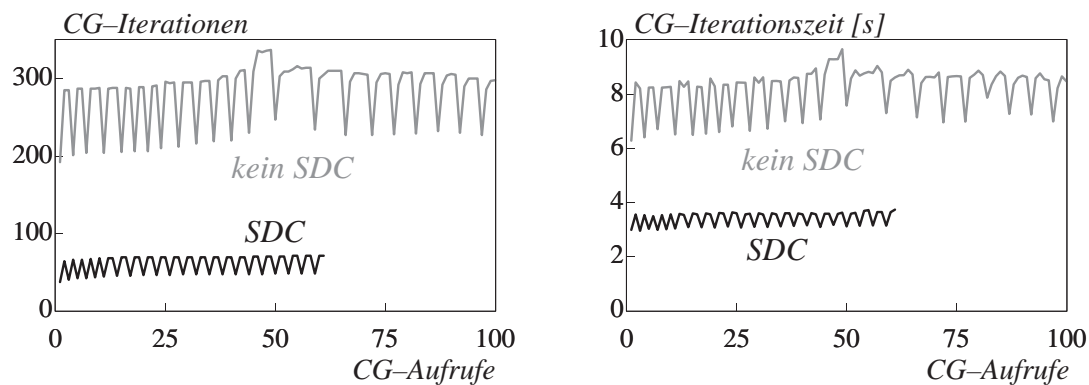 CG–Iterationen
300
200
100
0
kein SDC
SDC
0 25 50 75 100
CG–Aufrufe
CG–Iterationszeit [s]
10
8
6
4
2
0
kein SDC
SDC
0 25 50 75 100
CG–Aufrufe